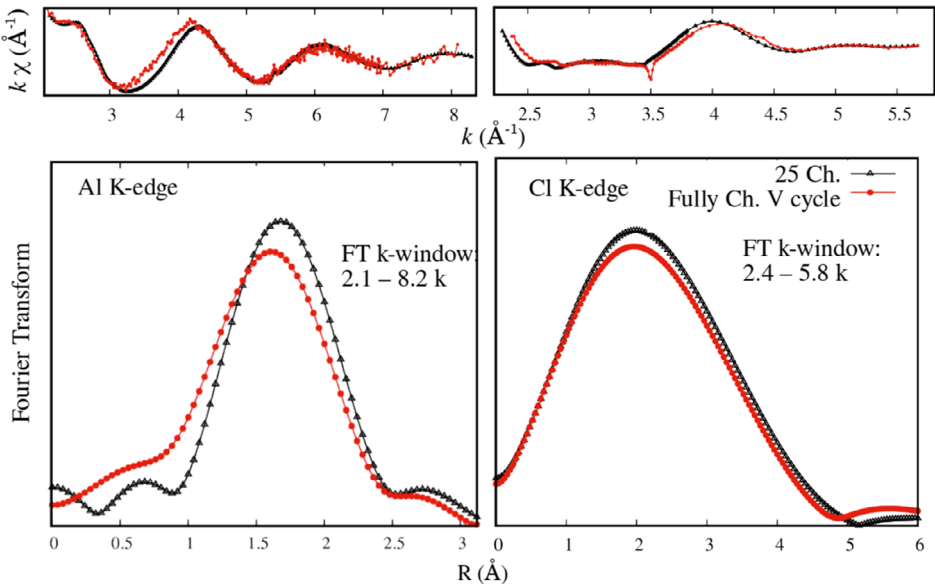 k χ (Å-1)
3 4 5 6 7 8
2.5 3 3.5 4 4.5 5 5.5
k (Å-1)
Al K-edge
FT k-window:
2.1 – 8.2 k
Cl K-edge
25 Ch.
Fully Ch. V cycle
FT k-window:
2.4 – 5.8 k
Fourier Transform
0 0.5 1 1.5 2 2.5 3
0 1 2 3 4 5 6
R (Å)